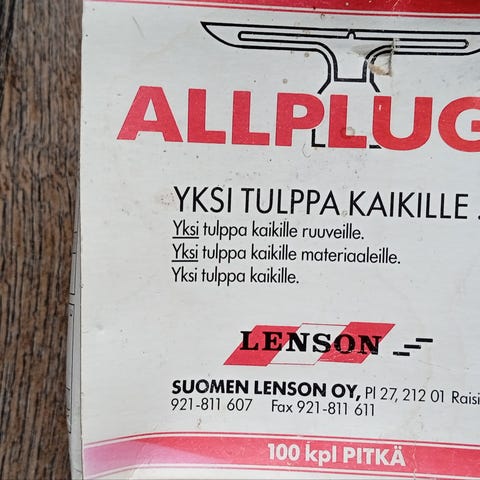 ALLPLUG
YKSI TULPPA KAIKILLE
Yksi tulppa kaikille ruuveille.
Yksi tulppa kaikille materiaaleille.
Yksi tulppa kaikille.
LENSON
SUOMEN LENSON OY, Pl 27, 212 01 Raisi
921-811 607 Fax 921-811 611
100 kpl PITKÄ